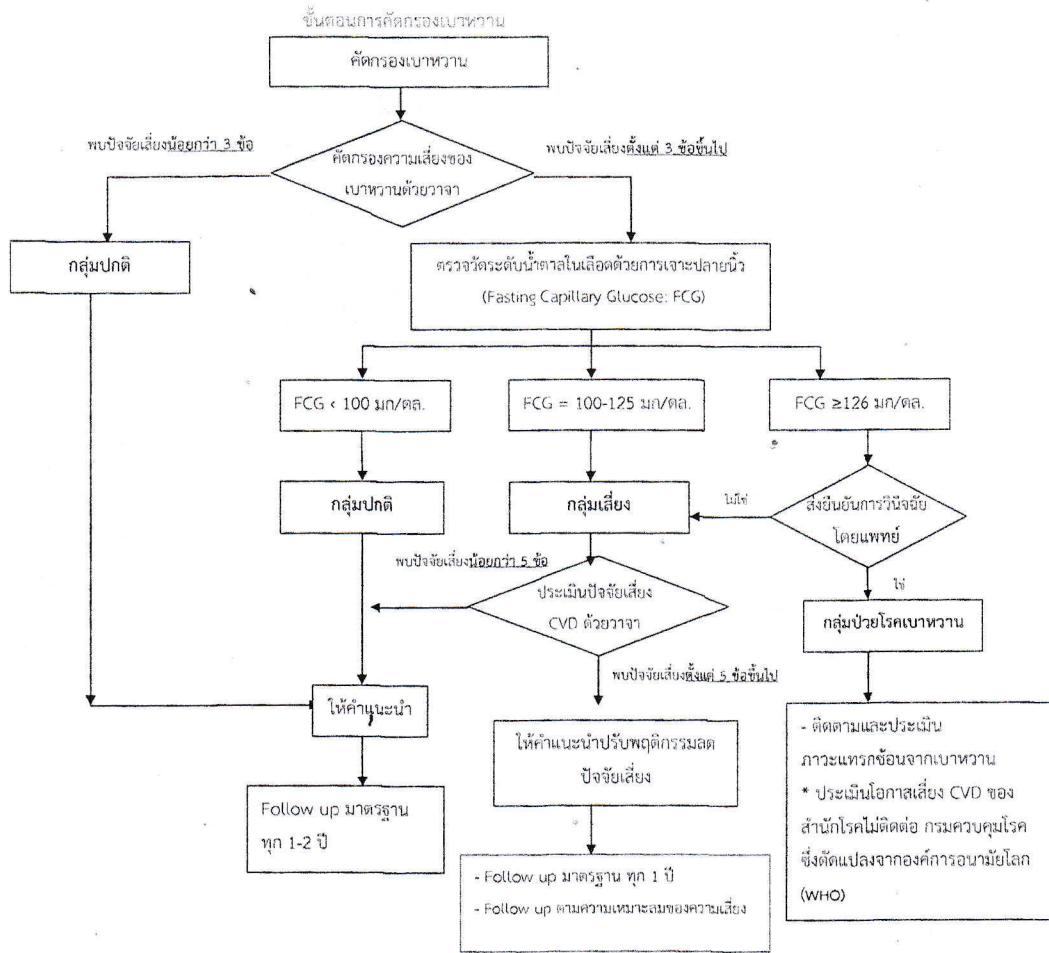 ขั้นตอนการคัดกรองเบาหวาน
คัดกรองเบาหวาน
พบปัจจัยเสี่ยงน้อยกว่า 3 ข้อ
พบปัจจัยเสี่ยงตั้งแต่ 3 ข้อขึ้นไป
คัดกรองความเสี่ยงของ
เบาหวานด้วยวาจา
กลุ่มปกติ
ตรวจวัดระดับน้ำตาลในเลือดด้วยการเจาะปลายนิ้ว
(Fasting Capillary Glucose: FCG)
FCG < 100 มก/ดล.
FCG = 100-125 มก/ดล.
FCG ≥126 มก/ดล.
กลุ่มปกติ
กลุ่มเสี่ยง
ไม่ใช่
ส่งยืนยันการวินิจฉัย
โดยแพทย์
พบปัจจัยเสี่ยงน้อยกว่า 5 ข้อ
ประเมินปัจจัยเสี่ยง
CVD ด้วยวาจา
ใช่
กลุ่มป่วยโรคเบาหวาน
พบปัจจัยเสี่ยงตั้งแต่ 5 ข้อขึ้นไป
ให้คำแนะนำ
ให้คำแนะนำปรับพฤติกรรมลด
ปัจจัยเสี่ยง
- ติดตามและประเมิน
ภาวะแทรกซ้อนจากเบาหวาน
* ประเมินโอกาสเสี่ยง CVD ของ
สำนักโรคไม่ติดต่อ กรมควบคุมโรค
ซึ่งดัดแปลงจากองค์การอนามัยโลก
(WHO)
Follow up มาตรฐาน
ทุก 1-2 ปี
- Follow up มาตรฐาน ทุก 1 ปี
- Follow up ตามความเหมาะสมของความเสี่ยง